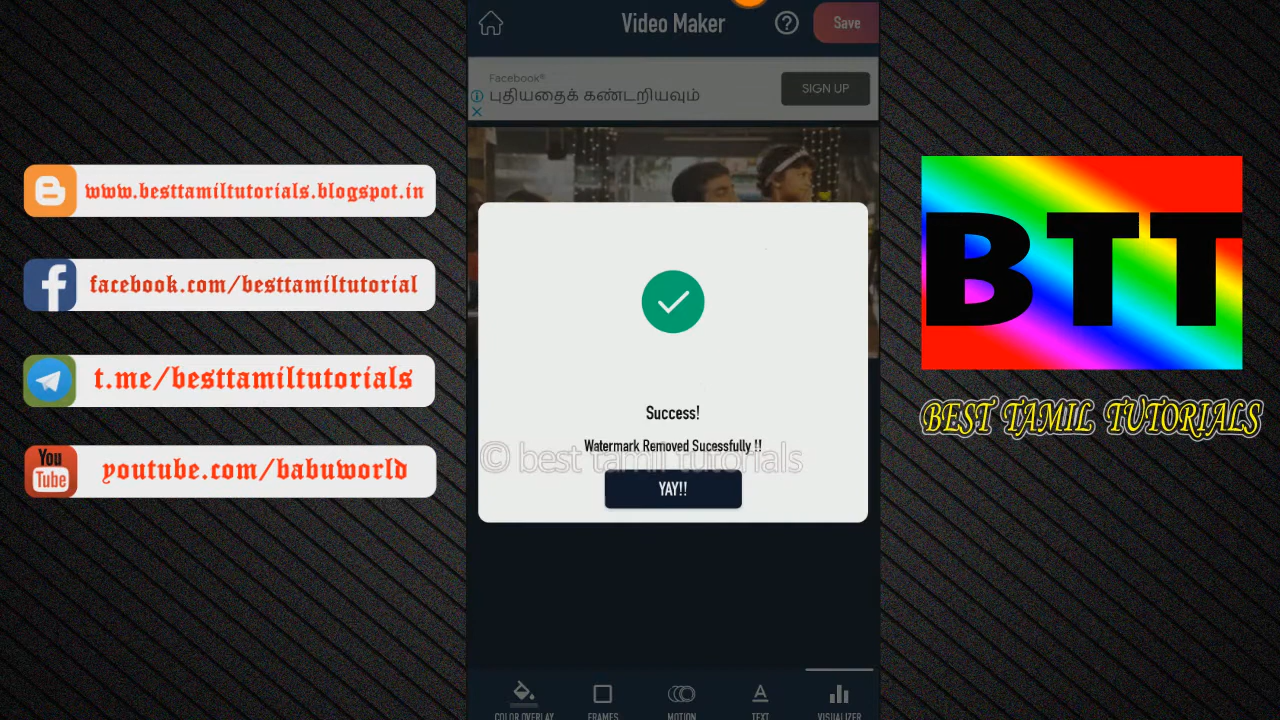 Video Maker
Save
Facebook®
புதியதைக் கண்டறியவும்
SIGN UP
www.besttamiltutorials.blogspot.in
facebook.com/besttamiltutorial
t.me/besttamiltutorials
You
Tube
youtube.com/babuworld
Success!
Watermark Removed Sucessfully !!
© best tamil tutorials
YAY!!
BTT
BEST TAMIL TUTORIALS
COLOR OVERLAY
FRAMES
MOTION
TEXT
VISUALIZER